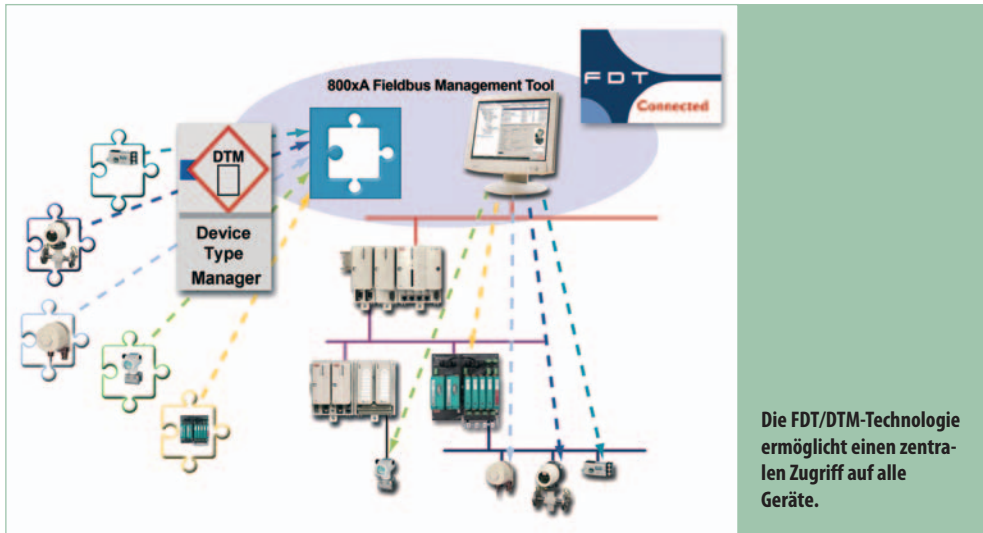 800xA Fieldbus Management Tool
FDT
Connected
DTM
Device
Type
Manager
Die FDT/DTM-Technologie
ermöglicht einen zentra-
len Zugriff auf alle
Geräte.